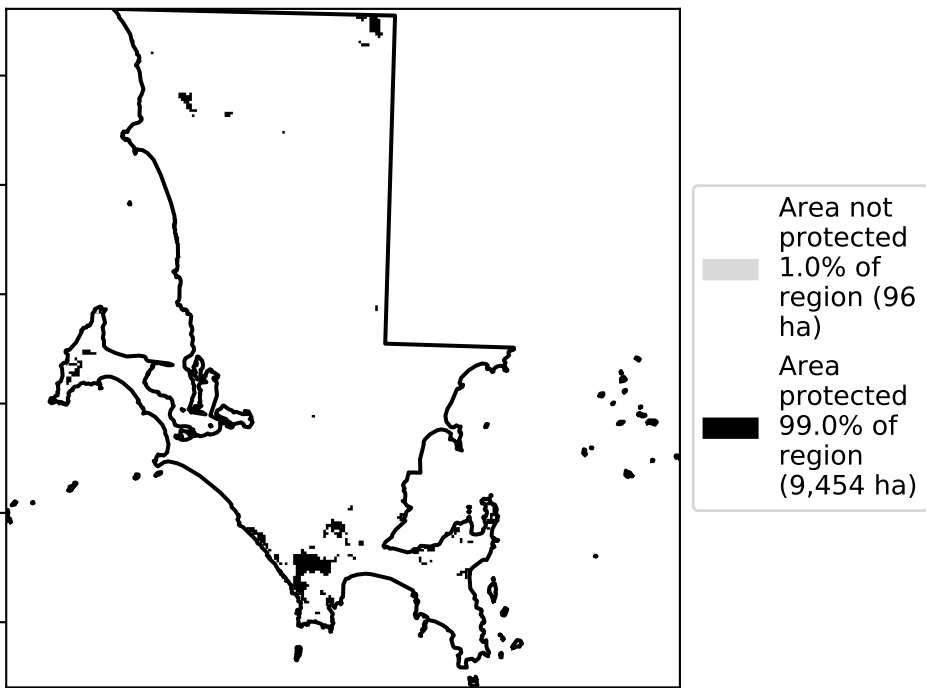 Area not
protected
1.0% of
region (96
ha)
Area
protected
99.0% of
region
(9,454 ha)